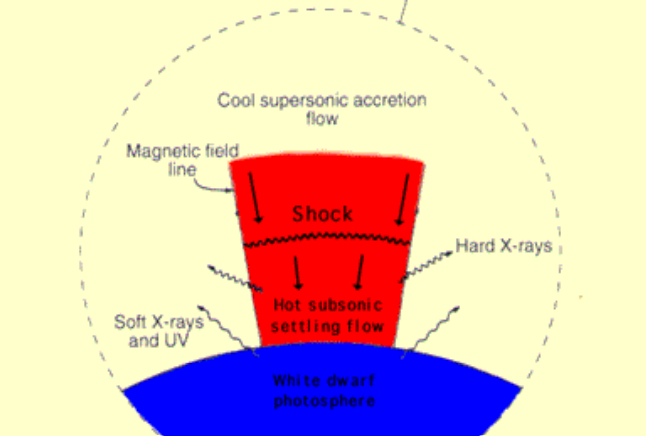 Cool supersonic accretion
flow
Magnetic field
line
Shock
Hard X-rays
Hot subsonic
settling flow
Soft X-rays
and UV
White dwarf
photosphere